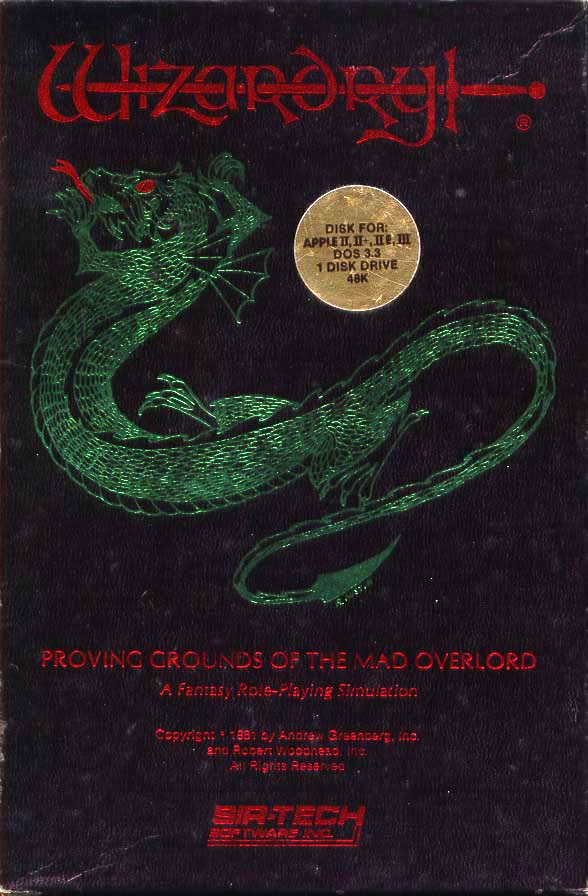 Wizardry
®
DISK FOR:
APPLE II, II+, II e, III
DOS 3.3
1 DISK DRIVE
48K
PROVING GROUNDS OF THE MAD OVERLORD
A Fantasy Role-Playing Simulation
Copyright © 1981 by Andrew Greenberg, Inc.
and Robert Woodhead, Inc.
All Rights Reserved
SIR-TECH
SOFTWARE INC.